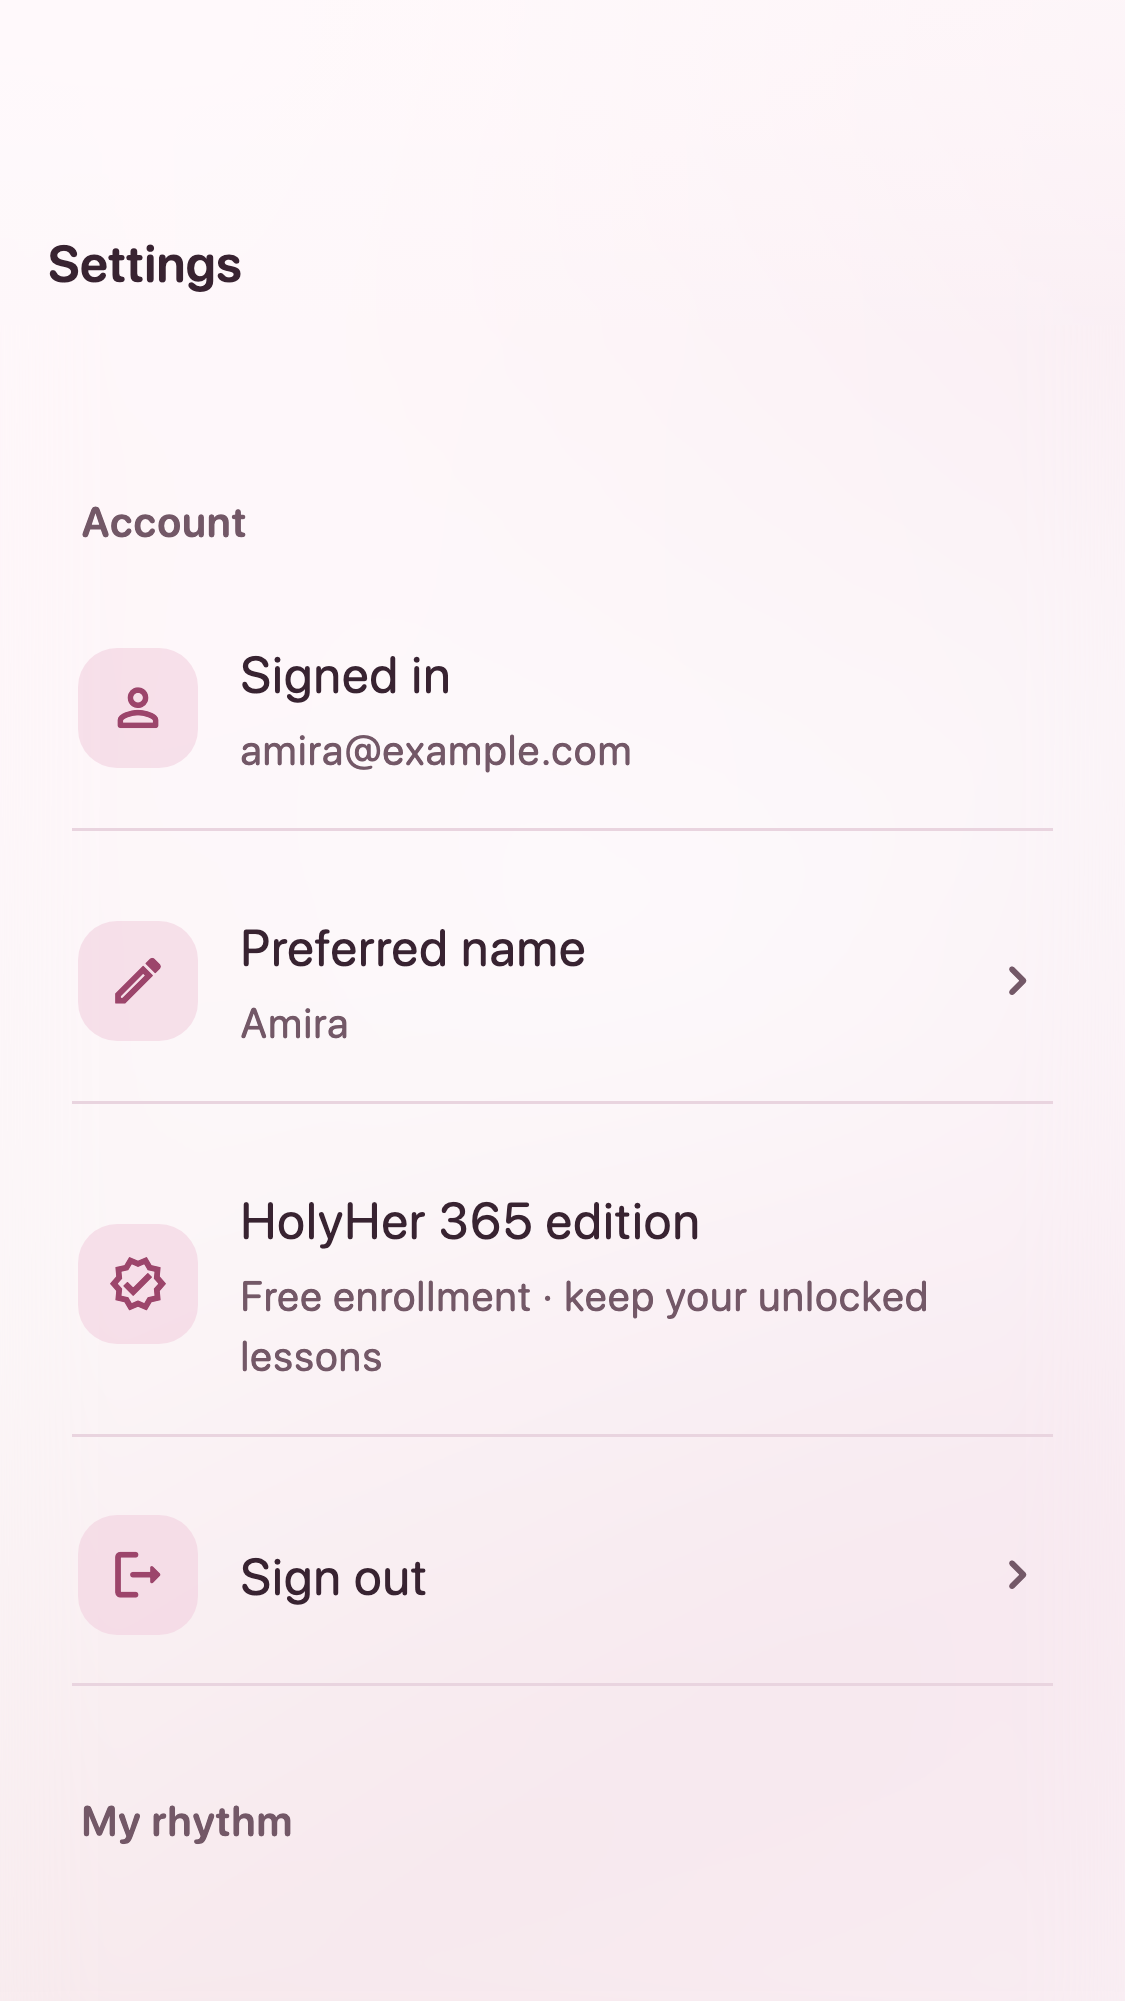 Settings
Account
Signed in
amira@example.com
Preferred name
Amira
HolyHer 365 edition
Free enrollment · keep your unlocked
lessons
Sign out
My rhythm